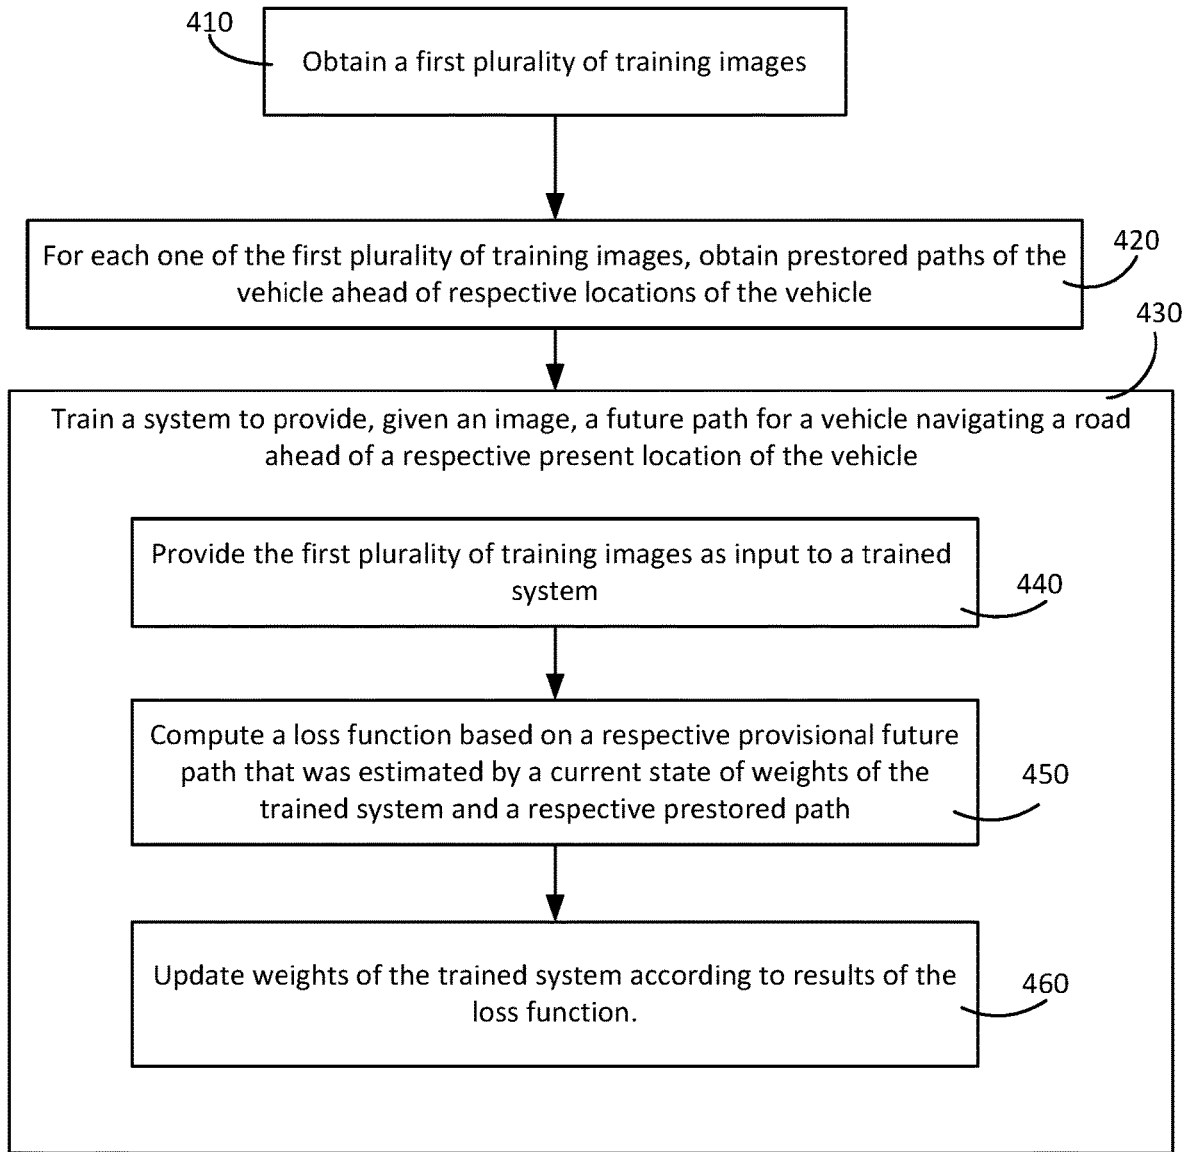 410
Obtain a first plurality of training images
For each one of the first plurality of training images, obtain prestored paths of the
vehicle ahead of respective locations of the vehicle
420
430
Train a system to provide, given an image, a future path for a vehicle navigating a road
ahead of a respective present location of the vehicle
Provide the first plurality of training images as input to a trained
system
440
Compute a loss function based on a respective provisional future
path that was estimated by a current state of weights of the
trained system and a respective prestored path
450
Update weights of the trained system according to results of the
loss function.
460